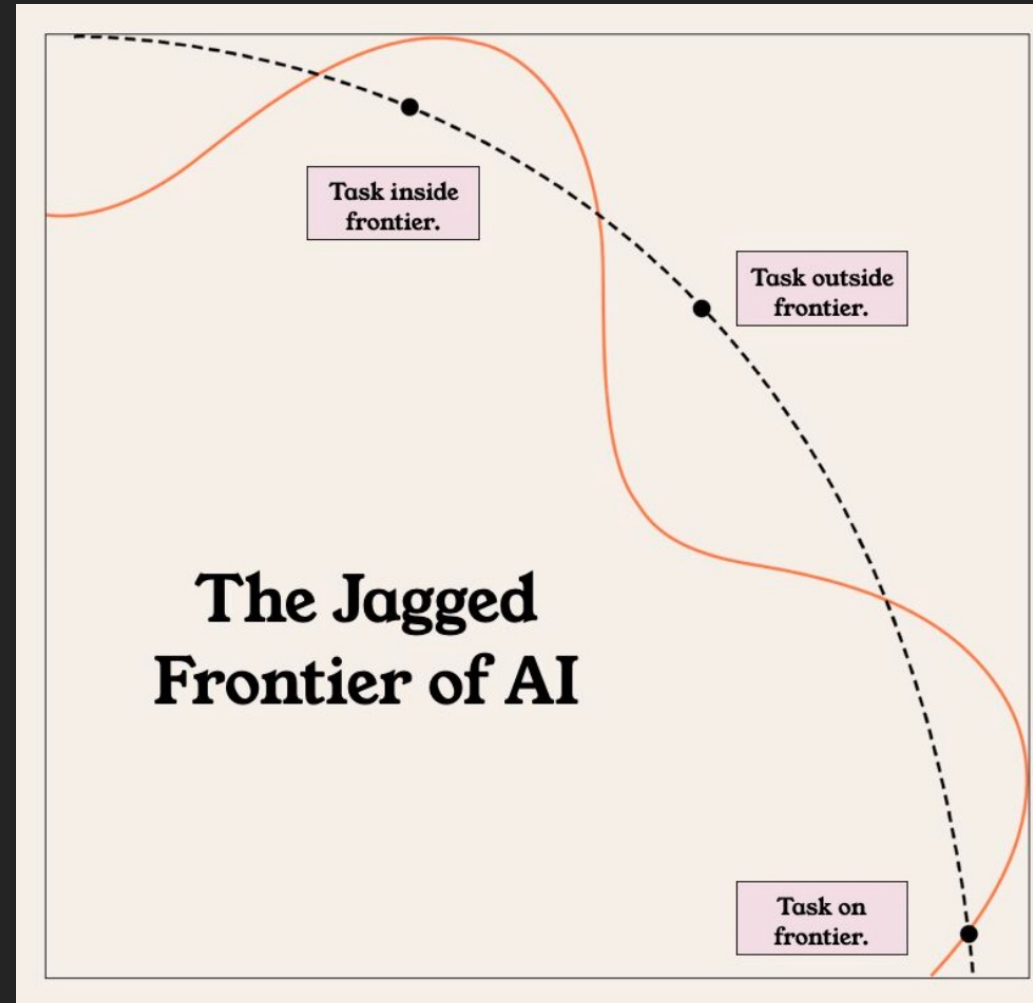 Task inside
frontier.
Task outside
frontier.
The Jagged
Frontier of AI
Task on
frontier.